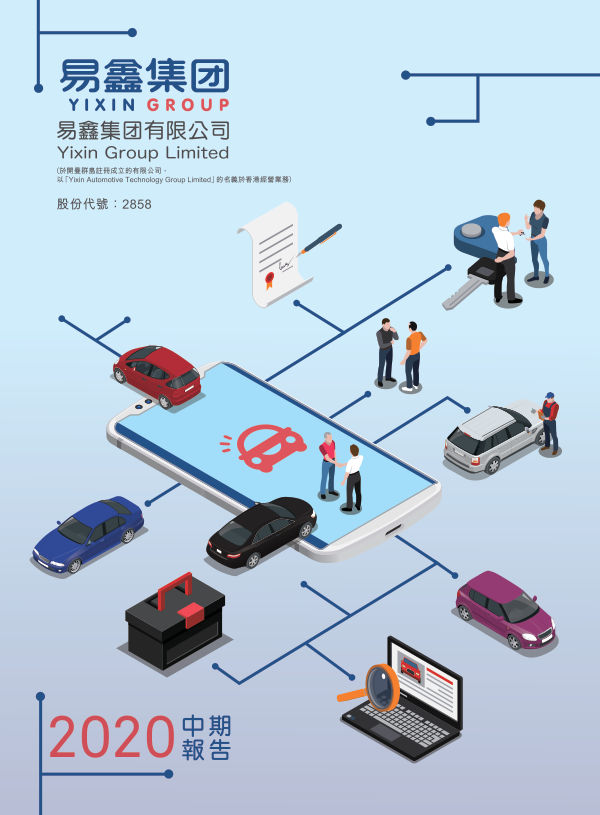 易鑫集团
YIXIN GROUP
易鑫集团有限公司
Yixin Group Limited
(於開曼群島註冊成立的有限公司，
以「Yixin Automotive Technology Group Limited」的名義於香港經營業務)
股份代號：2858
2020 中期
報告